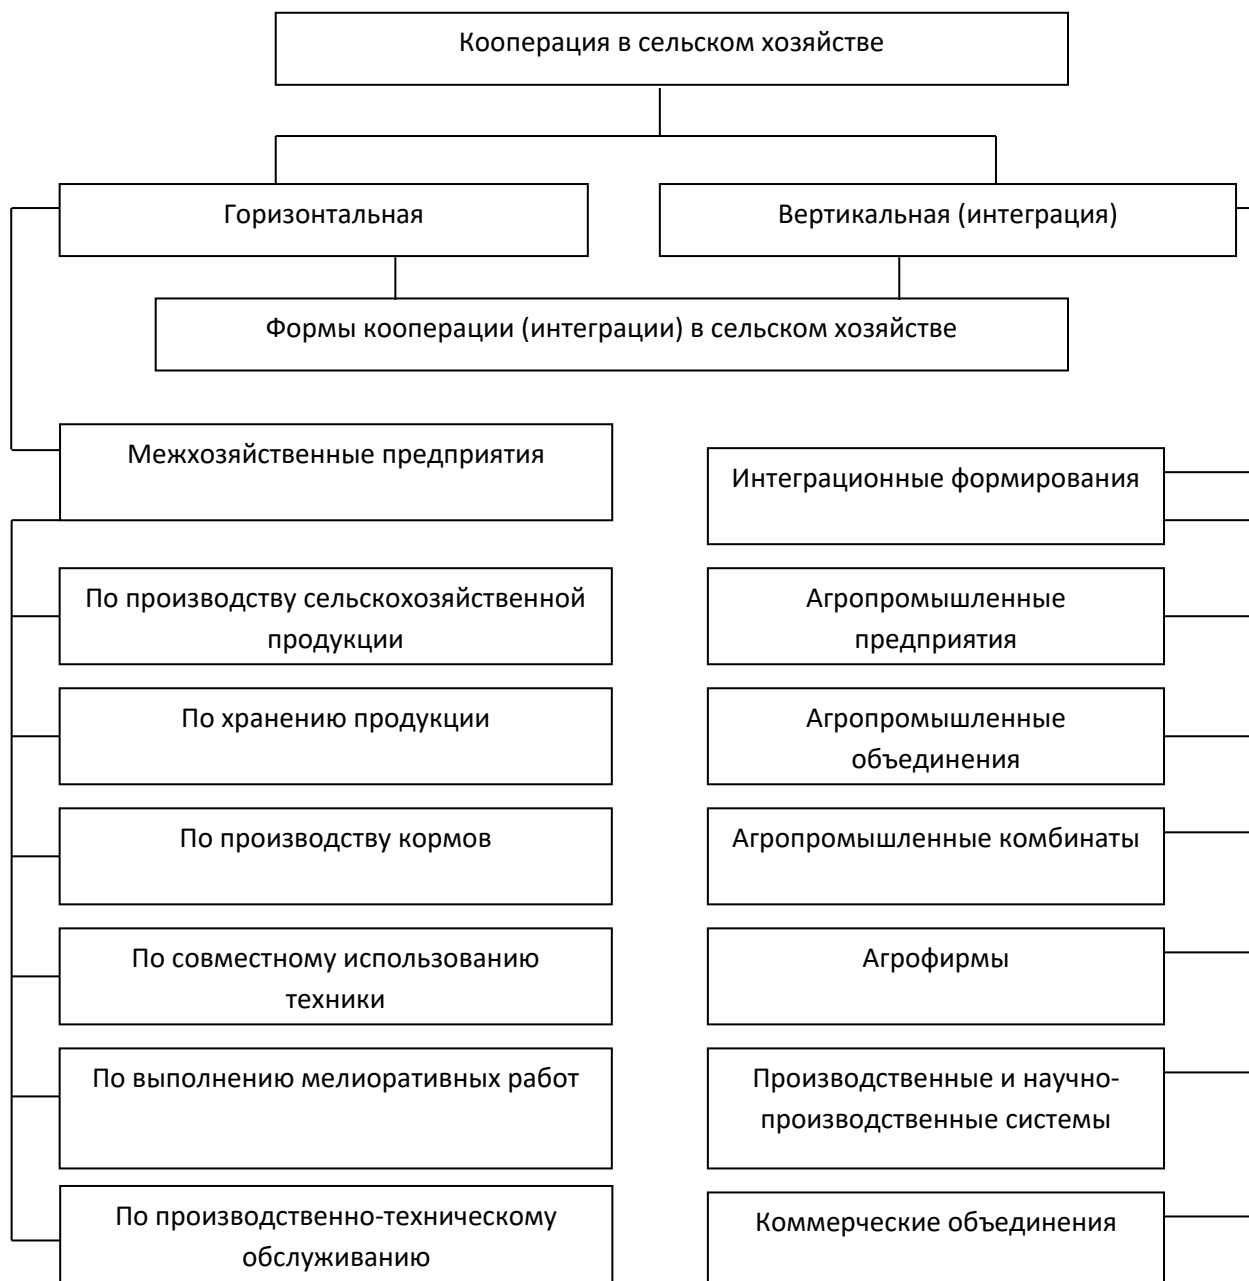 Кооперация в сельском хозяйстве
Горизонтальная
Вертикальная (интеграция)
Формы кооперации (интеграции) в сельском хозяйстве
Межхозяйственные предприятия
Интеграционные формирования
По производству сельскохозяйственной
продукции
Агропромышленные
предприятия
По хранению продукции
Агропромышленные
объединения
По производству кормов
Агропромышленные комбинаты
По совместному использованию
техники
Агрофирмы
По выполнению мелиоративных работ
Производственные и научно-
производственные системы
По производственно-техническому
обслуживанию
Коммерческие объединения